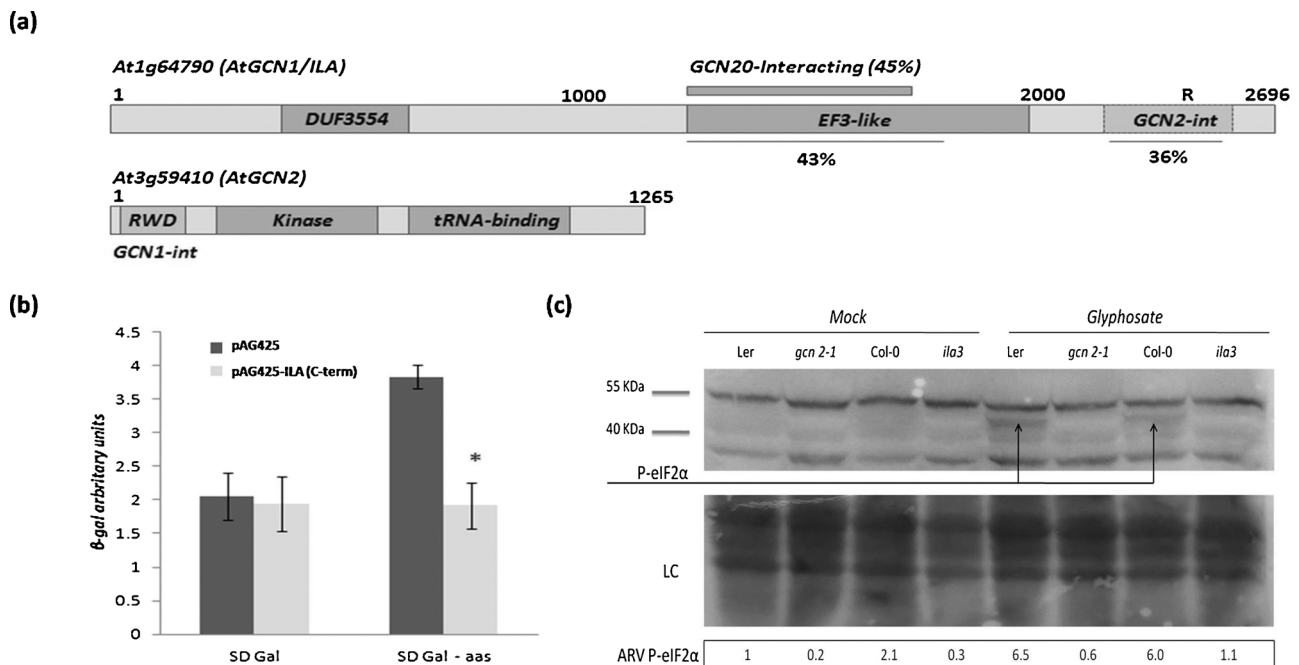 (a)
At1g64790 (AtGCN1/ILA)
GCN20-Interacting (45%)
1
1000
2000
R
2696
DUF3554
EF3-like
GCN2-int
43%
36%
At3g59410 (AtGCN2)
1
1265
RWD
Kinase
tRNA-binding
GCN1-int
(b)
4.5
4
3.5
3
2.5
2
1.5
1
0.5
0
β-gal arbritary units
pAG425
pAG425-ILA (C-term)
*
SD Gal
SD Gal - aas
(c)
Mock
Glyphosate
Ler
gcn 2-1
Col-0
ila3
Ler
gcn 2-1
Col-0
ila3
55 KDa
40 KDa
P-eIF2α
LC
ARV P-eIF2α
1
0.2
2.1
0.3
6.5
0.6
6.0
1.1